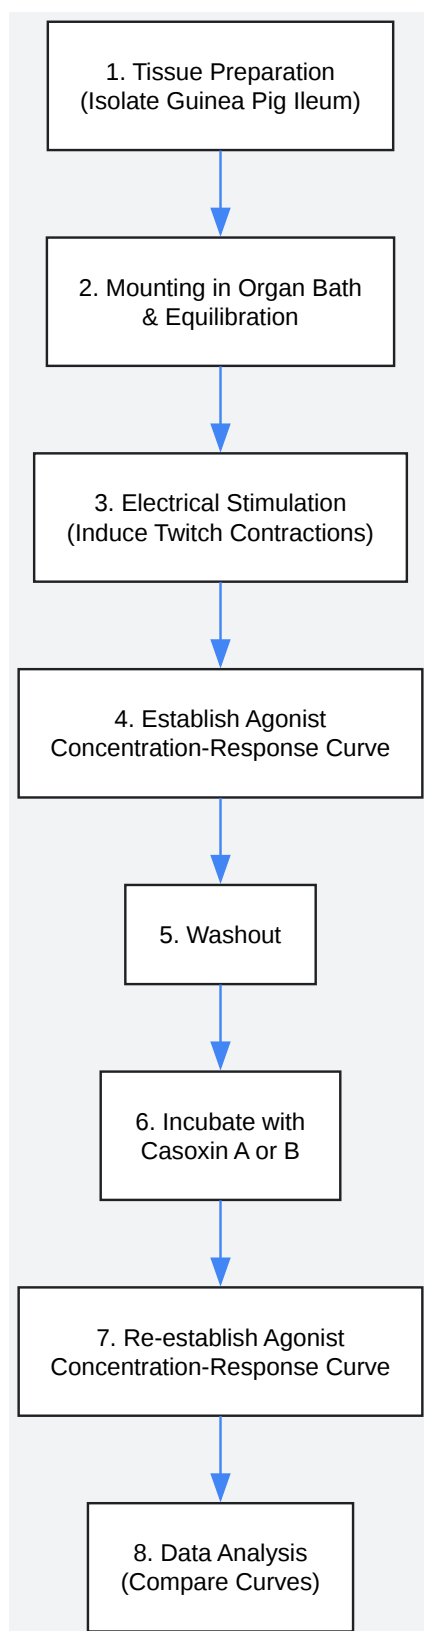 1. Tissue Preparation
(Isolate Guinea Pig Ileum)
2. Mounting in Organ Bath
& Equilibration
3. Electrical Stimulation
(Induce Twitch Contractions)
4. Establish Agonist
Concentration-Response Curve
5. Washout
6. Incubate with
Casoxin A or B
7. Re-establish Agonist
Concentration-Response Curve
8. Data Analysis
(Compare Curves)